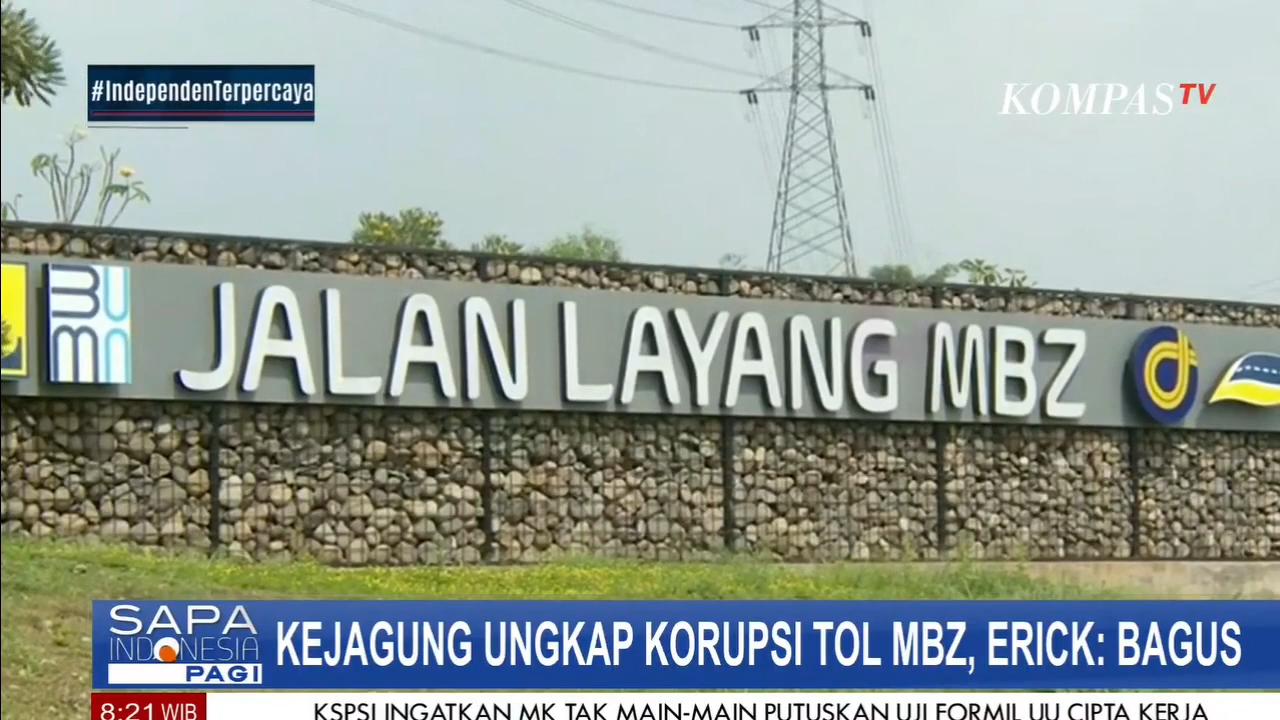 #IndependenTerpercaya
KOMPASTV
BUMN
JALAN LAYANG MBZ
SAPA
INDONESIA
PAGI
KEJAGUNG UNGKAP KORUPSI TOL MBZ, ERICK: BAGUS
8:21 WIB
KSPSI INGATKAN MK TAK MAIN-MAIN PUTUSKAN UJI FORMIL UU CIPTA KERJA